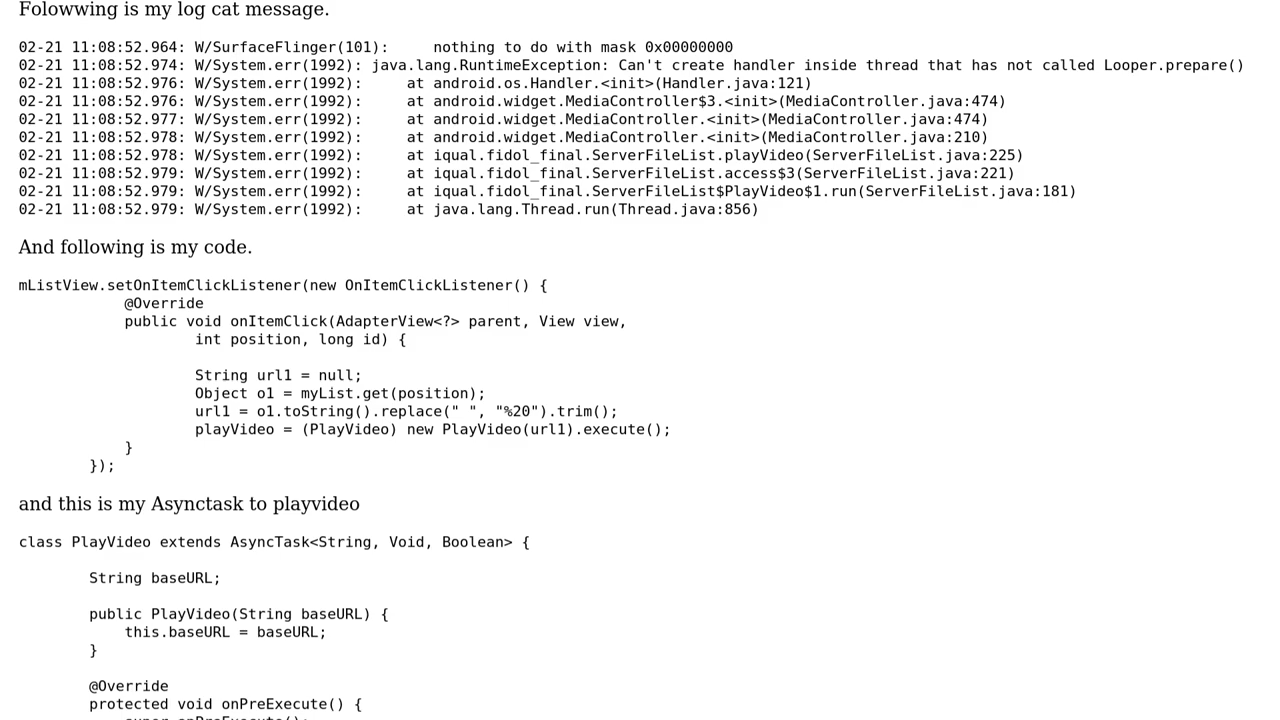 Folowwing is my log cat message.
02-21 11:08:52.964: W/SurfaceFlinger(101):     nothing to do with mask 0x00000000
02-21 11:08:52.974: W/System.err(1992): java.lang.RuntimeException: Can't create handler inside thread that has not called Looper.prepare()
02-21 11:08:52.976: W/System.err(1992):     at android.os.Handler.<init>(Handler.java:121)
02-21 11:08:52.976: W/System.err(1992):     at android.widget.MediaController$3.<init>(MediaController.java:474)
02-21 11:08:52.977: W/System.err(1992):     at android.widget.MediaController.<init>(MediaController.java:474)
02-21 11:08:52.978: W/System.err(1992):     at android.widget.MediaController.<init>(MediaController.java:210)
02-21 11:08:52.978: W/System.err(1992):     at iqual.fidol_final.ServerFileList.playVideo(ServerFileList.java:225)
02-21 11:08:52.979: W/System.err(1992):     at iqual.fidol_final.ServerFileList.access$3(ServerFileList.java:221)
02-21 11:08:52.979: W/System.err(1992):     at iqual.fidol_final.ServerFileList$PlayVideo$1.run(ServerFileList.java:181)
02-21 11:08:52.979: W/System.err(1992):     at java.lang.Thread.run(Thread.java:856)
And following is my code.
mListView.setOnItemClickListener(new OnItemClickListener() {
            @Override
            public void onItemClick(AdapterView<?> parent, View view,
                    int position, long id) {
                    String url1 = null;
                    Object o1 = myList.get(position);
                    url1 = o1.toString().replace(" ", "%20").trim();
                    playVideo = (PlayVideo) new PlayVideo(url1).execute();
            }
        });
and this is my Asynctask to playvideo
class PlayVideo extends AsyncTask<String, Void, Boolean> {
        String baseURL;
        public PlayVideo(String baseURL) {
            this.baseURL = baseURL;
        }
        @Override
        protected void onPreExecute() {
            super.onPreExecute();